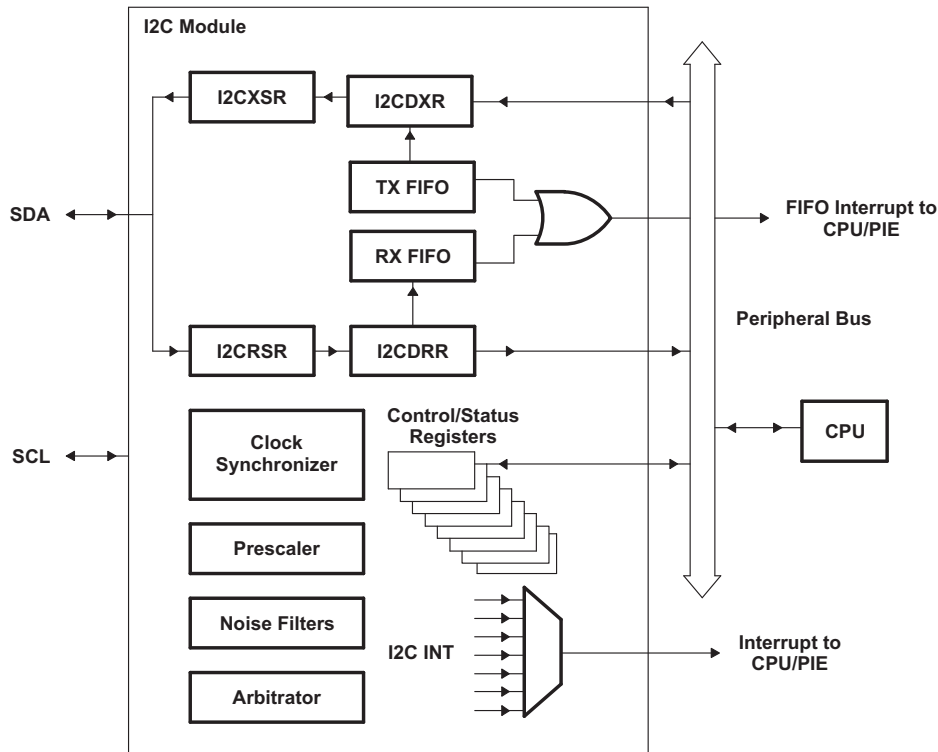 I2C Module
I2CXSR
I2CDXR
TX FIFO
SDA
FIFO Interrupt to
CPU/PIE
RX FIFO
Peripheral Bus
I2CRSR
I2CDRR
Control/Status
Registers
CPU
Clock
Synchronizer
SCL
Prescaler
Noise Filters
I2C INT
Interrupt to
CPU/PIE
Arbitrator